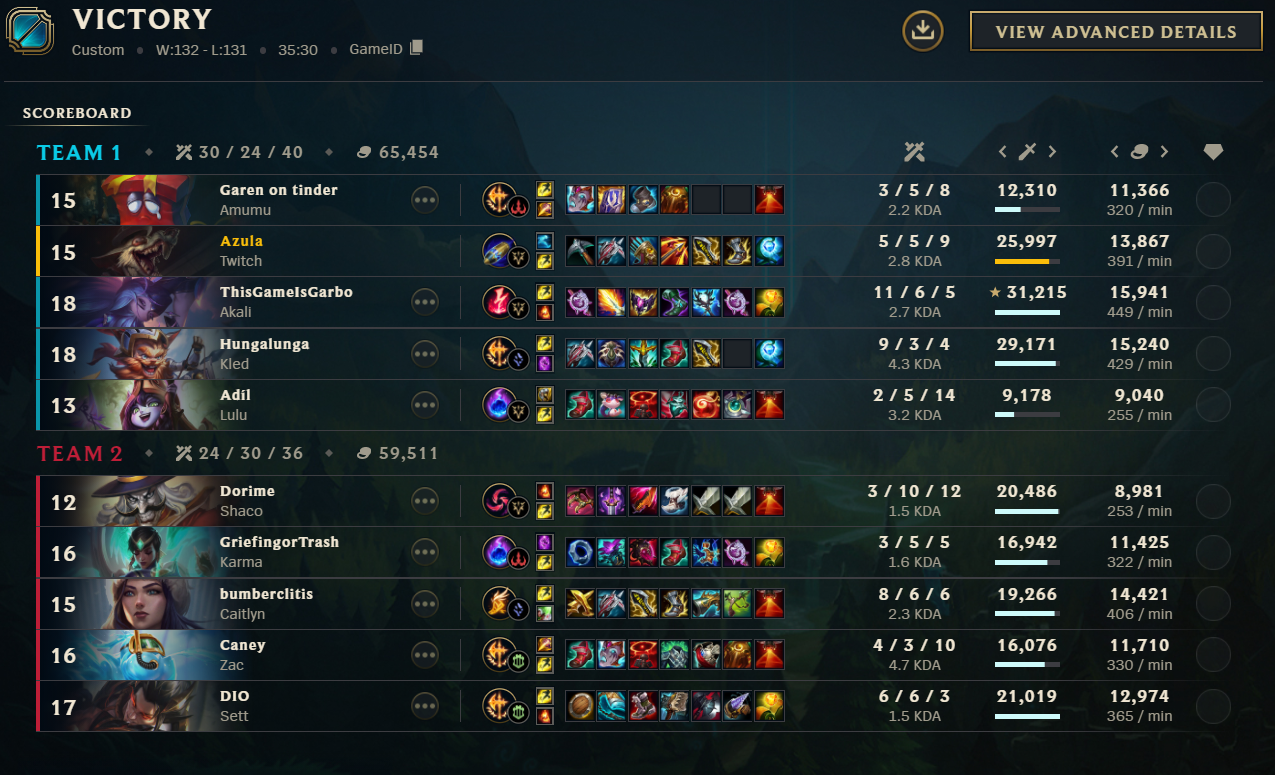 VICTORY
Custom • W:132 - L:131 • 35:30 • GameID
VIEW ADVANCED DETAILS
SCOREBOARD
TEAM 1 30 / 24 / 40 65,454
15 Garen on tinder 3 / 5 / 8 12,310 11,366
Amumu 2.2 KDA 320 / min
15 Azula 5 / 5 / 9 25,997 13,867
Twitch 2.8 KDA 391 / min
18 ThisGameIsGarbo 11 / 6 / 5 31,215 15,941
Akali 2.7 KDA 449 / min
18 Hungalunga 9 / 3 / 4 29,171 15,240
Kled 4.3 KDA 429 / min
13 Adil 2 / 5 / 14 9,178 9,040
Lulu 3.2 KDA 255 / min
TEAM 2 24 / 30 / 36 59,511
12 Dorime 3 / 10 / 12 20,486 8,981
Shaco 1.5 KDA 253 / min
16 GriefingorTrash 3 / 5 / 5 16,942 11,425
Karma 1.6 KDA 322 / min
15 bumberclitis 8 / 6 / 6 19,266 14,421
Caitlyn 2.3 KDA 406 / min
16 Caney 4 / 3 / 10 16,076 11,710
Zac 4.7 KDA 330 / min
17 DIO 6 / 6 / 3 21,019 12,974
Sett 1.5 KDA 365 / min